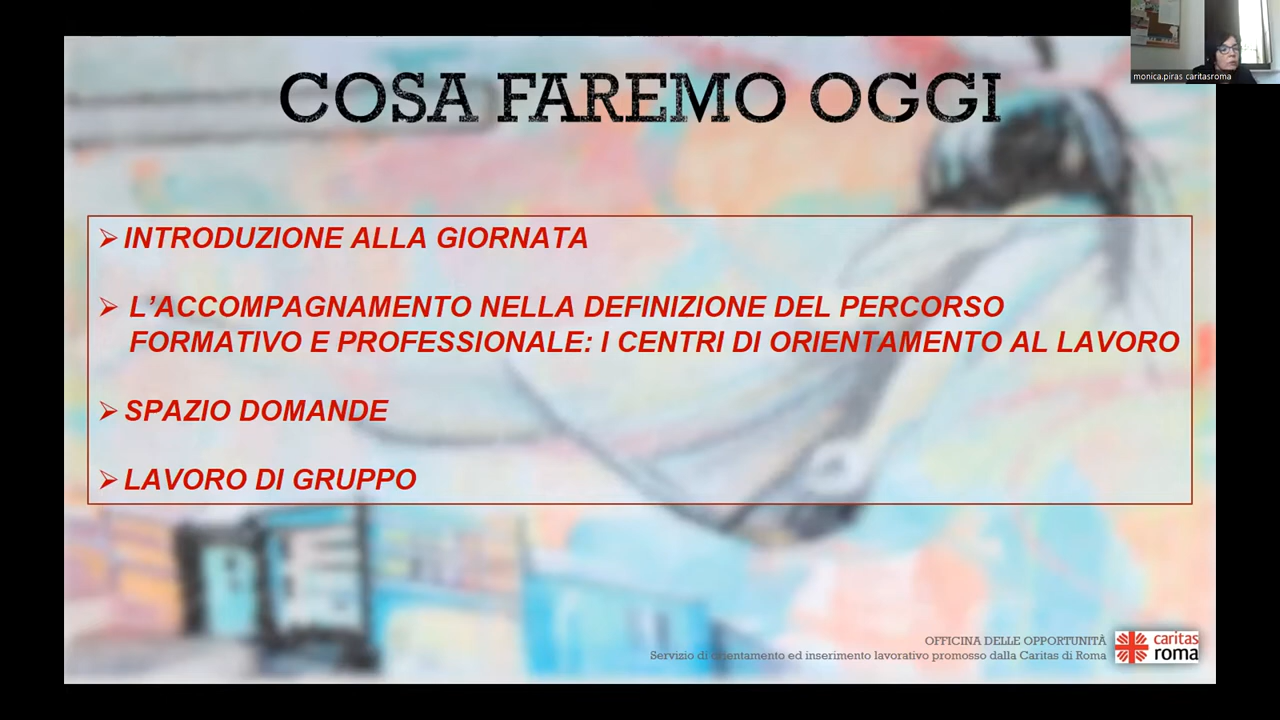 COSA FAREMO OGGI
monica.piras caritasroma
➢ INTRODUZIONE ALLA GIORNATA
➢ L’ACCOMPAGNAMENTO NELLA DEFINIZIONE DEL PERCORSO
FORMATIVO E PROFESSIONALE: I CENTRI DI ORIENTAMENTO AL LAVORO
➢ SPAZIO DOMANDE
➢ LAVORO DI GRUPPO
OFFICINA DELLE OPPORTUNITÀ
Servizio di orientamento ed inserimento lavorativo promosso dalla Caritas di Roma
caritas
roma